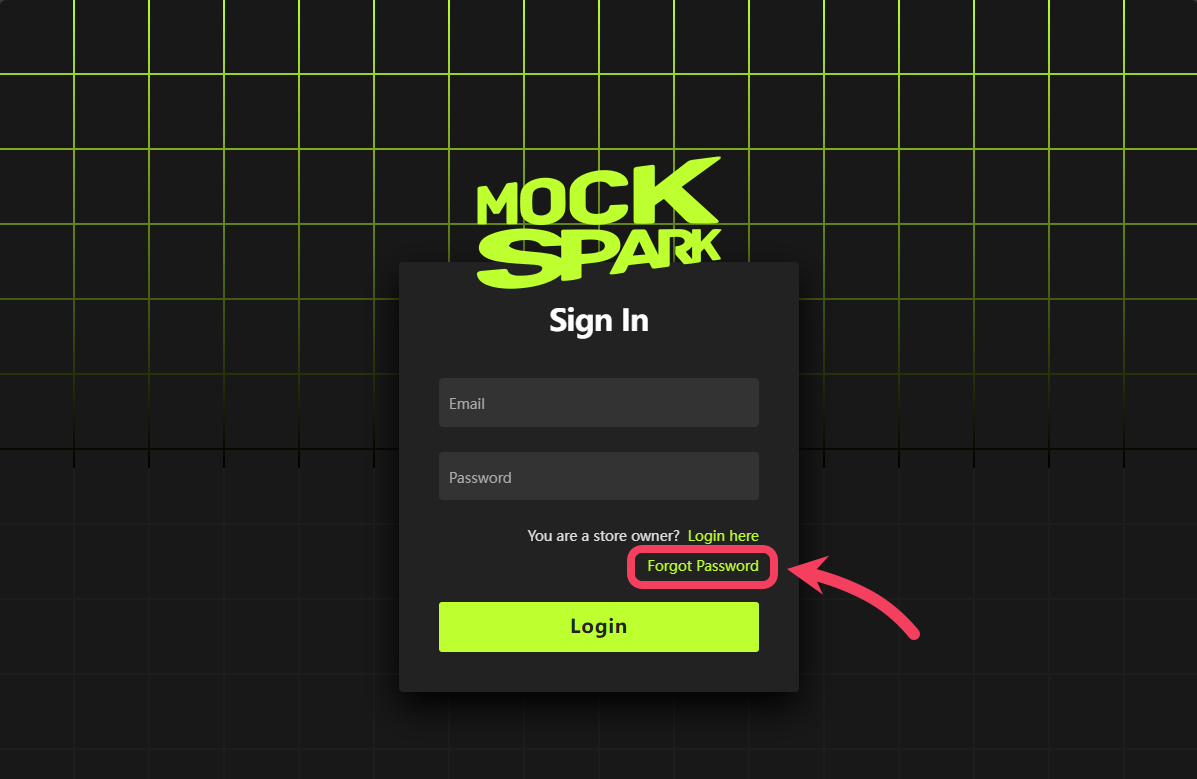 MOCK
SPARK
Sign In
Email
Password
You are a store owner? Login here
Forgot Password
Login